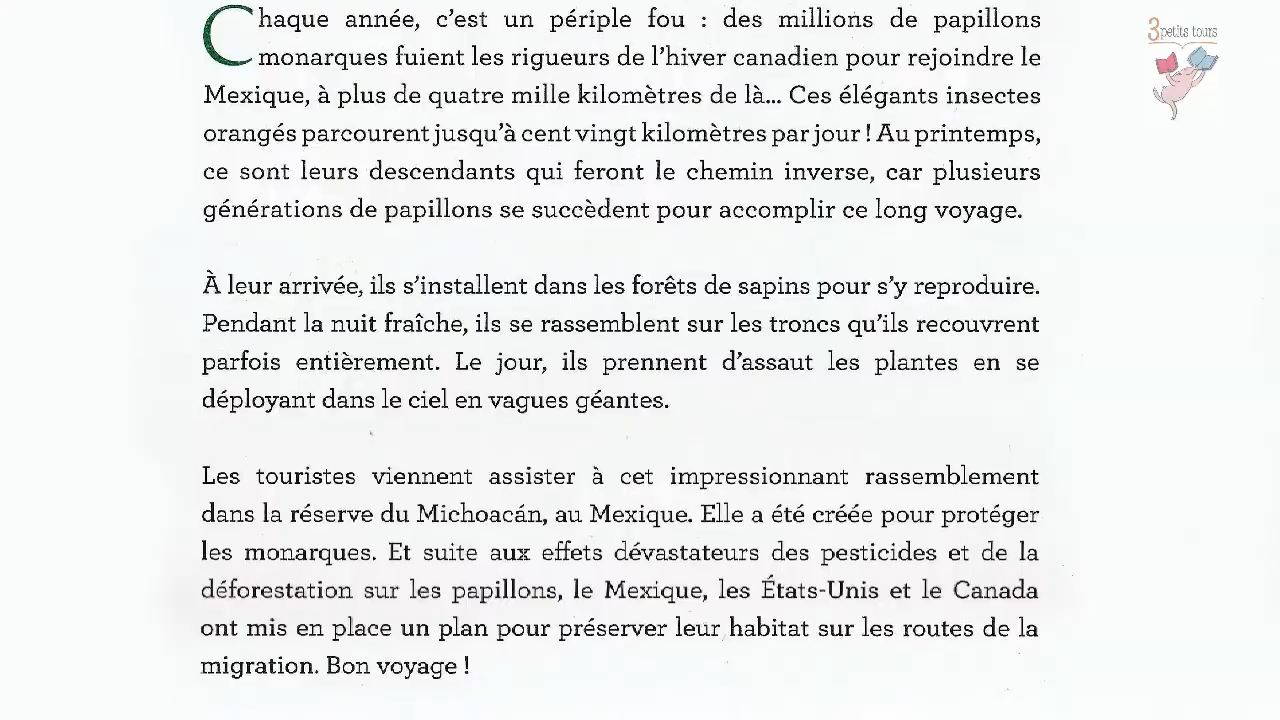 Chaque année, c'est un périple fou : des millions de papillons
monarques fuient les rigueurs de l'hiver canadien pour rejoindre le
Mexique, à plus de quatre mille kilomètres de là... Ces élégants insectes
orangés parcourent jusqu'à cent vingt kilomètres par jour ! Au printemps,
ce sont leurs descendants qui feront le chemin inverse, car plusieurs
générations de papillons se succèdent pour accomplir ce long voyage.
À leur arrivée, ils s'installent dans les forêts de sapins pour s'y reproduire.
Pendant la nuit fraîche, ils se rassemblent sur les troncs qu'ils recouvrent
parfois entièrement. Le jour, ils prennent d'assaut les plantes en se
déployant dans le ciel en vagues géantes.
Les touristes viennent assister à cet impressionnant rassemblement
dans la réserve du Michoacán, au Mexique. Elle a été créée pour protéger
les monarques. Et suite aux effets dévastateurs des pesticides et de la
déforestation sur les papillons, le Mexique, les États-Unis et le Canada
ont mis en place un plan pour préserver leur habitat sur les routes de la
migration. Bon voyage !
3 petits tours